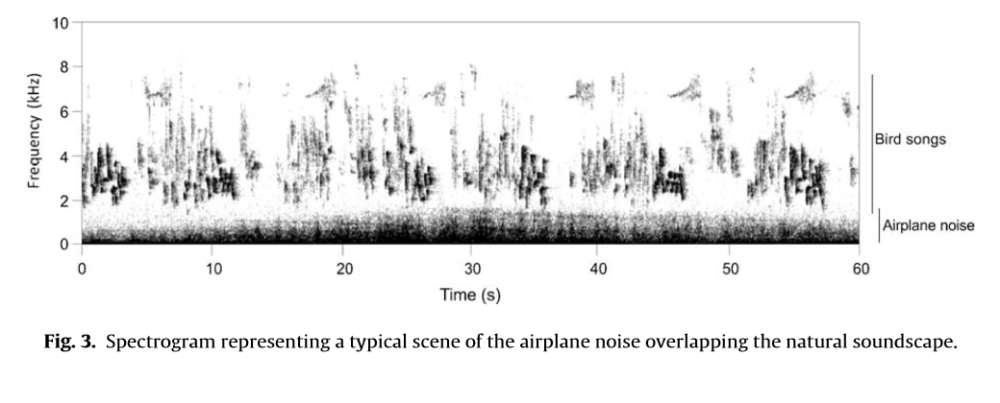 10
8
6
4
2
0
Frequency (kHz)
0 10 20 30 40 50 60
Time (s)
Bird songs
Airplane noise
Fig. 3. Spectrogram representing a typical scene of the airplane noise overlapping the natural soundscape.